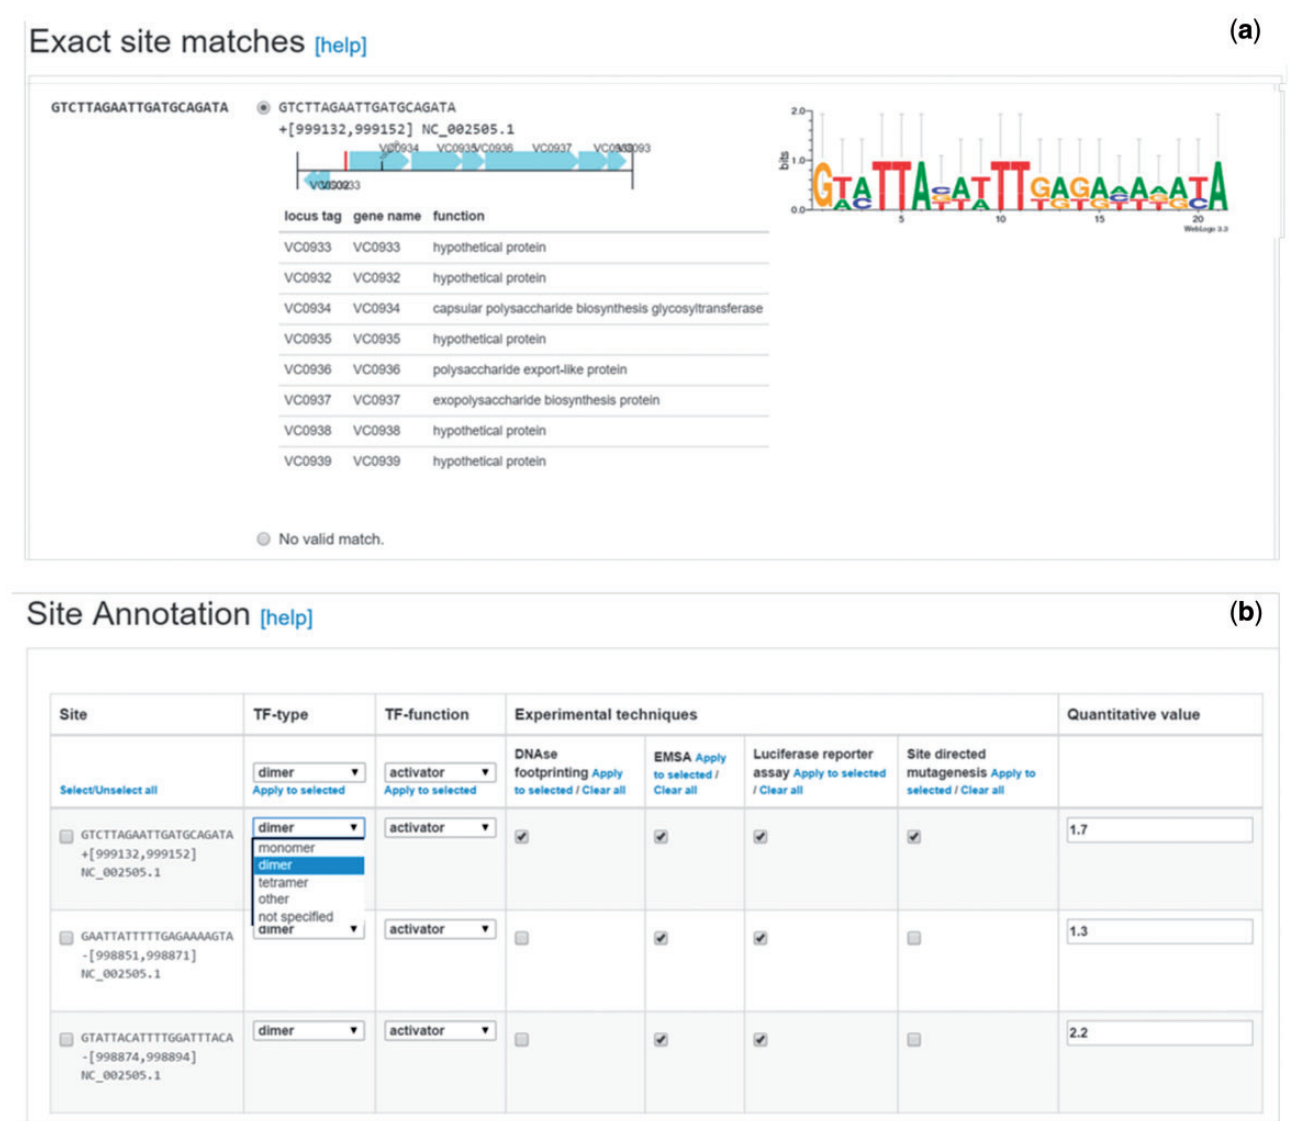 (a)
Exact site matches [help]
GTCTTAGAATTGATGCAGATA
GTCTTAGAATTGATGCAGATA
+[999132,999152] NC_002505.1
VC0934 VC0935 VC0936 VC0937
2.0
bits
1.0
0.0
5 10 15 20
WebLogo 3.3
locus tag gene name function
VC0933 VC0933 hypothetical protein
VC0932 VC0932 hypothetical protein
VC0934 VC0934 capsular polysaccharide biosynthesis glycosyltransferase
VC0935 VC0935 hypothetical protein
VC0936 VC0936 polysaccharide export-like protein
VC0937 VC0937 exopolysaccharide biosynthesis protein
VC0938 VC0938 hypothetical protein
VC0939 VC0939 hypothetical protein
No valid match.
(b)
Site Annotation [help]
Site TF-type TF-function Experimental techniques Quantitative value
Select/Unselect all
dimer
Apply to selected
activator
Apply to selected
DNAse
footprinting Apply
to selected / Clear all
EMSA Apply
to selected /
Clear all
Luciferase reporter
assay Apply to selected
/ Clear all
Site directed
mutagenesis Apply to
selected / Clear all
GTCTTAGAATTGATGCAGATA
+[999132,999152]
NC_002505.1
dimer
monomer
dimer
tetramer
other
not specified
activator
1.7
GAATTATTTTTGAGAAAAGTA
-[998851,998871]
NC_002505.1
dimer
activator
1.3
GTATTACATTTTGGATTTACA
-[998874,998894]
NC_002505.1
dimer
activator
2.2